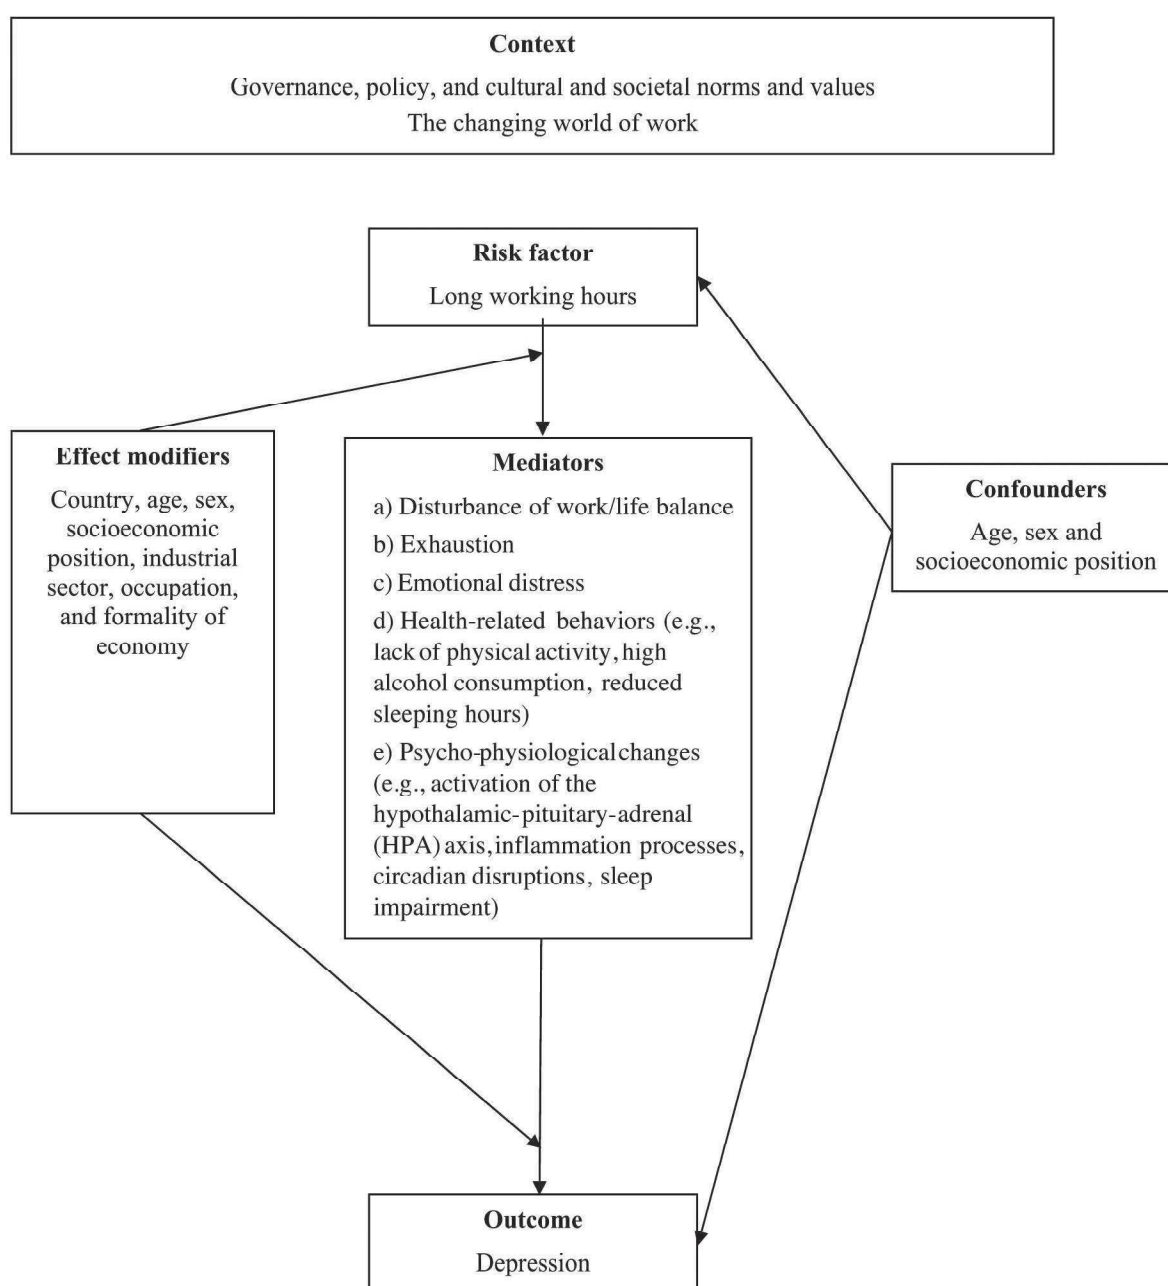 Context
Governance, policy, and cultural and societal norms and values
The changing world of work
Risk factor
Long working hours
Effect modifiers
Country, age, sex,
socioeconomic
position, industrial
sector, occupation,
and formality of
economy
Mediators
a) Disturbance of work/life balance
b) Exhaustion
c) Emotional distress
d) Health-related behaviors (e.g.,
lack of physical activity, high
alcohol consumption, reduced
sleeping hours)
e) Psycho-physiological changes
(e.g., activation of the
hypothalamic-pituitary-adrenal
(HPA) axis, inflammation processes,
circadian disruptions, sleep
impairment)
Confounders
Age, sex and
socioeconomic position
Outcome
Depression